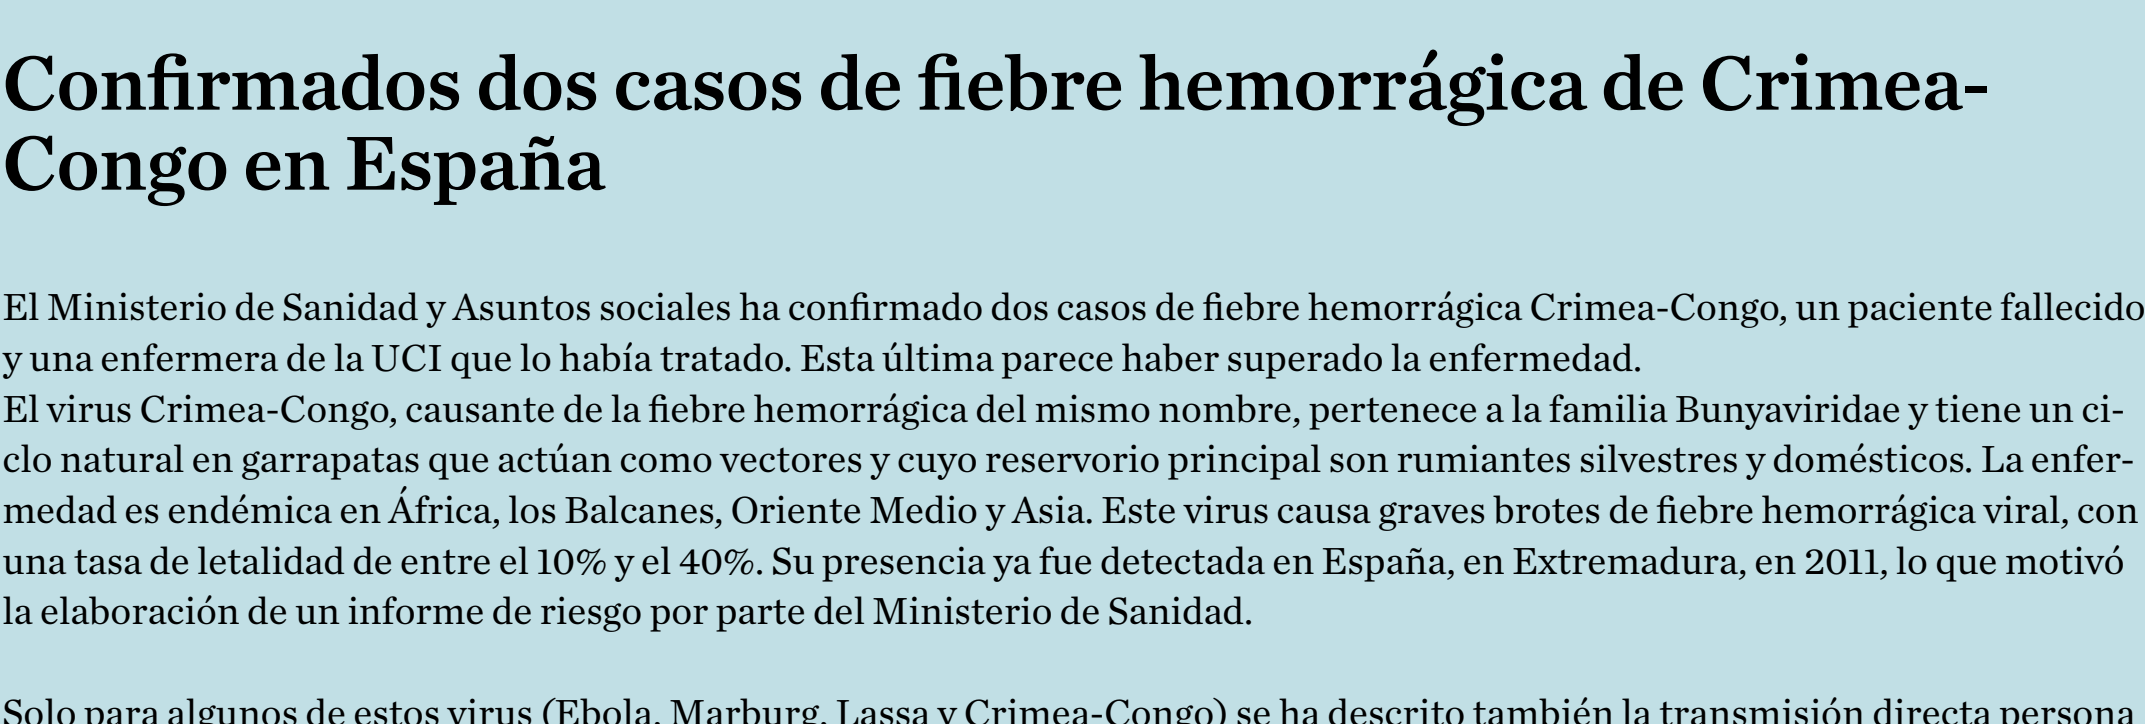 Confirmados dos casos de fiebre hemorrágica de Crimea-
Congo en España
El Ministerio de Sanidad y Asuntos sociales ha confirmado dos casos de fiebre hemorrágica Crimea-Congo, un paciente fallecido
y una enfermera de la UCI que lo había tratado. Esta última parece haber superado la enfermedad.
El virus Crimea-Congo, causante de la fiebre hemorrágica del mismo nombre, pertenece a la familia Bunyaviridae y tiene un ci-
clo natural en garrapatas que actúan como vectores y cuyo reservorio principal son rumiantes silvestres y domésticos. La enfer-
medad es endémica en África, los Balcanes, Oriente Medio y Asia. Este virus causa graves brotes de fiebre hemorrágica viral, con
una tasa de letalidad de entre el 10% y el 40%. Su presencia ya fue detectada en España, en Extremadura, en 2011, lo que motivó
la elaboración de un informe de riesgo por parte del Ministerio de Sanidad.
Solo para algunos de estos virus (Ebola, Marburg, Lassa y Crimea-Congo) se ha descrito también la transmisión directa persona